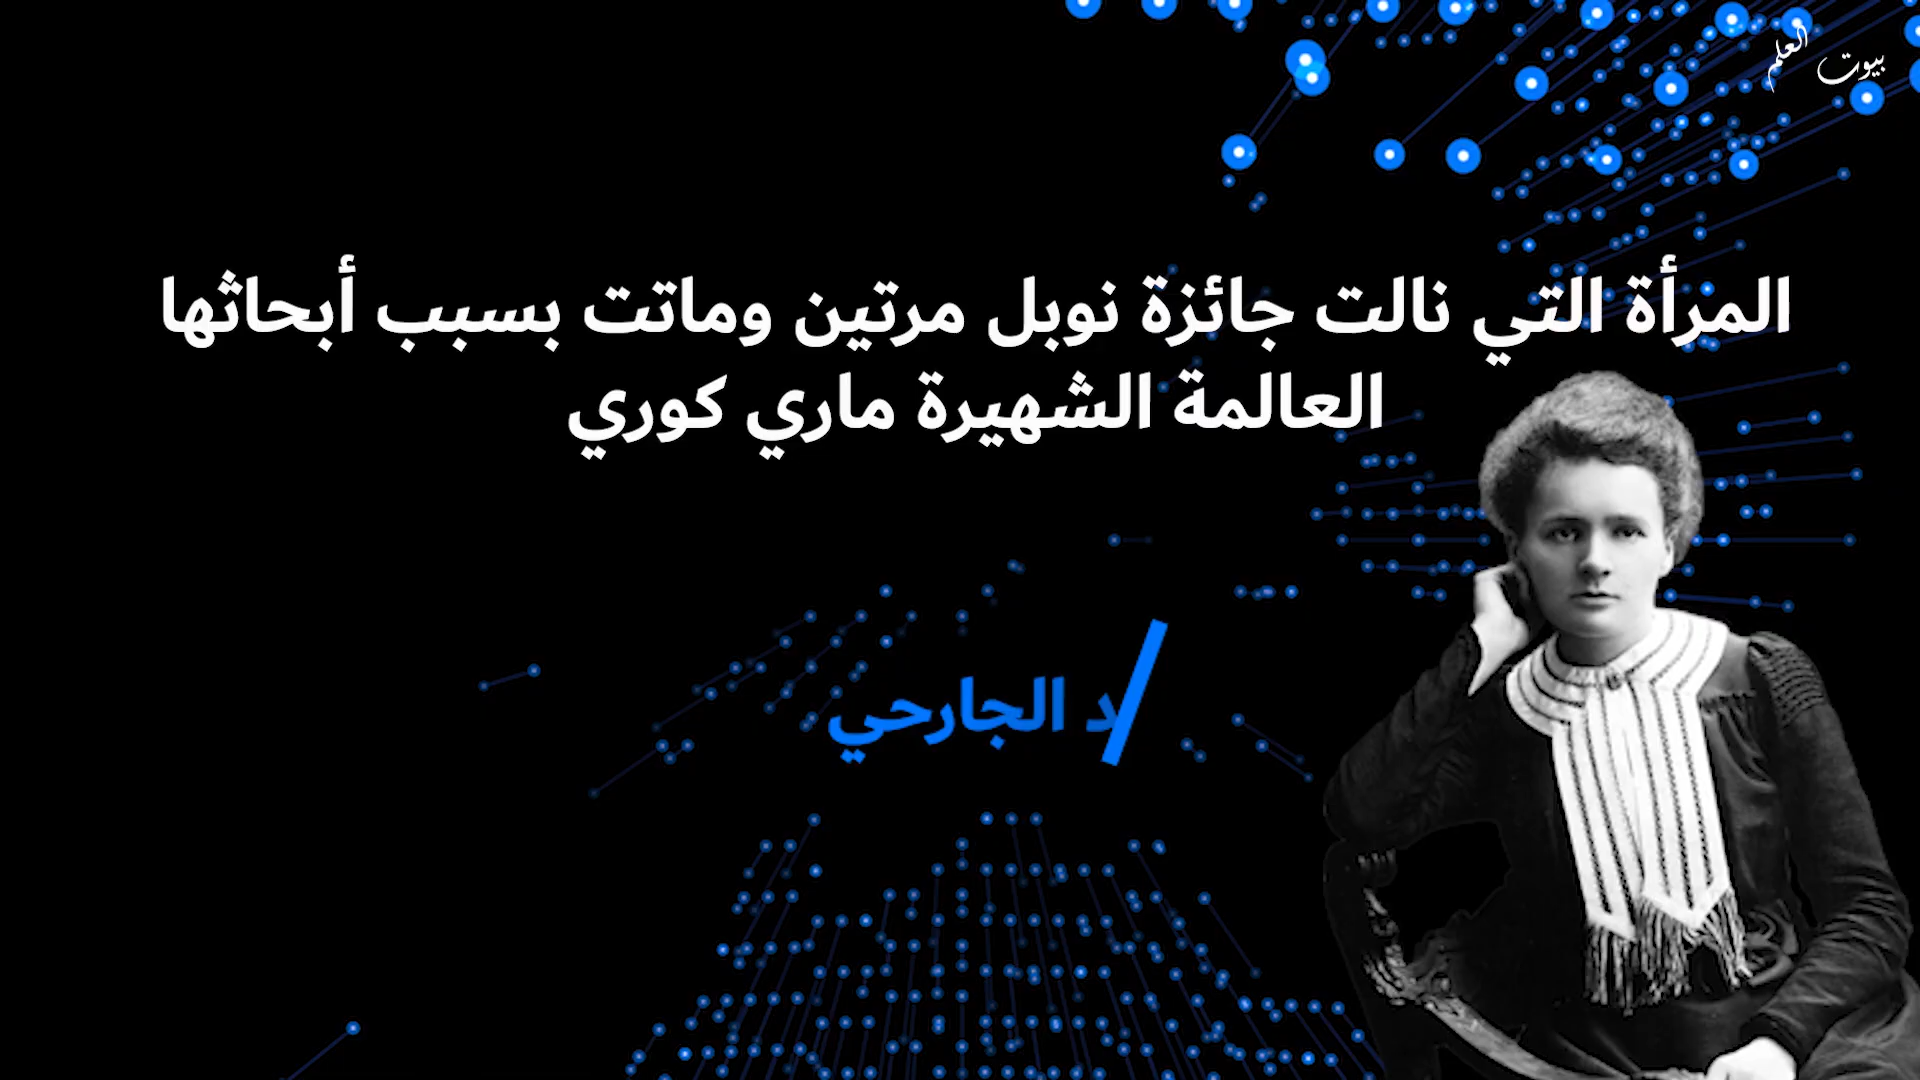 بيوت العلم
المرأة التي نالت جائزة نوبل مرتين وماتت بسبب أبحاثها
العالمة الشهيرة ماري كوري
د الجارحي